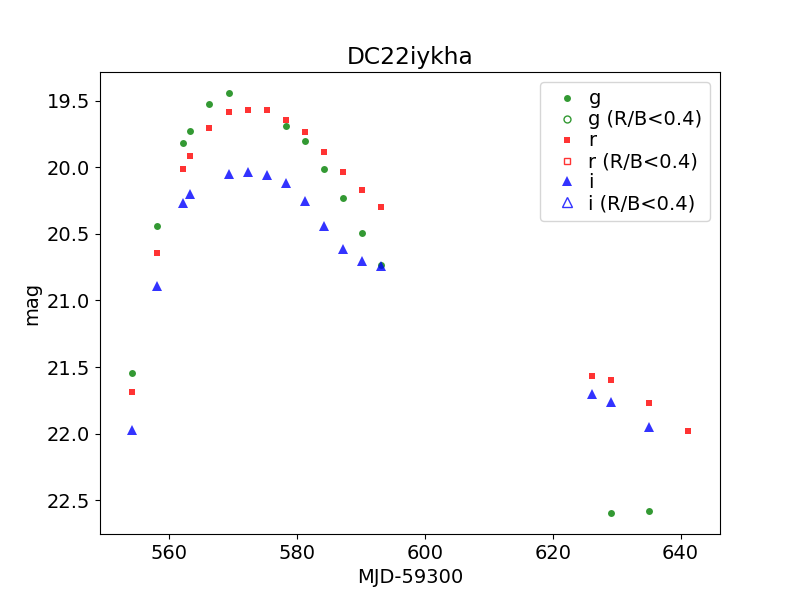 DC22iykha
19.5
20.0
20.5
21.0
21.5
22.0
22.5
mag
560
580
600
620
640
MJD-59300
g
g (R/B<0.4)
r
r (R/B<0.4)
i
i (R/B<0.4)